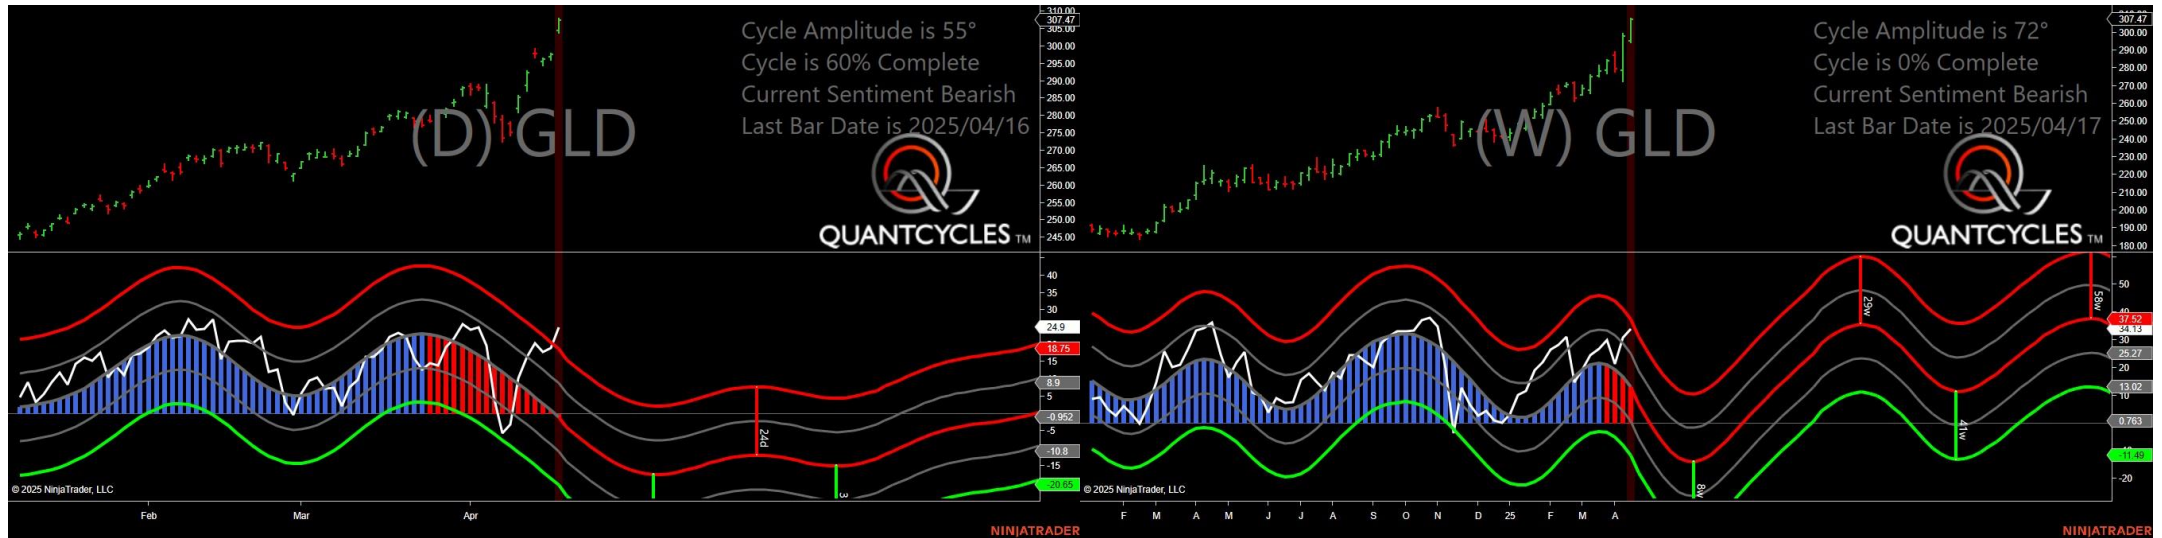 310.00
307.47
305.00
300.00
295.00
290.00
285.00
280.00
275.00
270.00
265.00
260.00
255.00
250.00
245.00
Cycle Amplitude is 55°
Cycle is 60% Complete
Current Sentiment Bearish
Last Bar Date is 2025/04/16
(D) GLD
QUANTCYCLES TM
40
35
30
24.9
18.75
15
8.9
5
-0.952
-5
-10.8
-15
-20.65
24d
3
© 2025 NinjaTrader, LLC
Feb Mar Apr
NINJATRADER
307.47
300.00
290.00
280.00
270.00
260.00
250.00
240.00
230.00
220.00
210.00
200.00
190.00
180.00
Cycle Amplitude is 72°
Cycle is 0% Complete
Current Sentiment Bearish
Last Bar Date is 2025/04/17
(W) GLD
QUANTCYCLES TM
50
40
37.52
34.13
30
25.27
20
13.02
10
0.763
-11.49
-20
29w
58w
41w
8w
© 2025 NinjaTrader, LLC
F M A M J J A S O N D 25 F M A
NINJATRADER